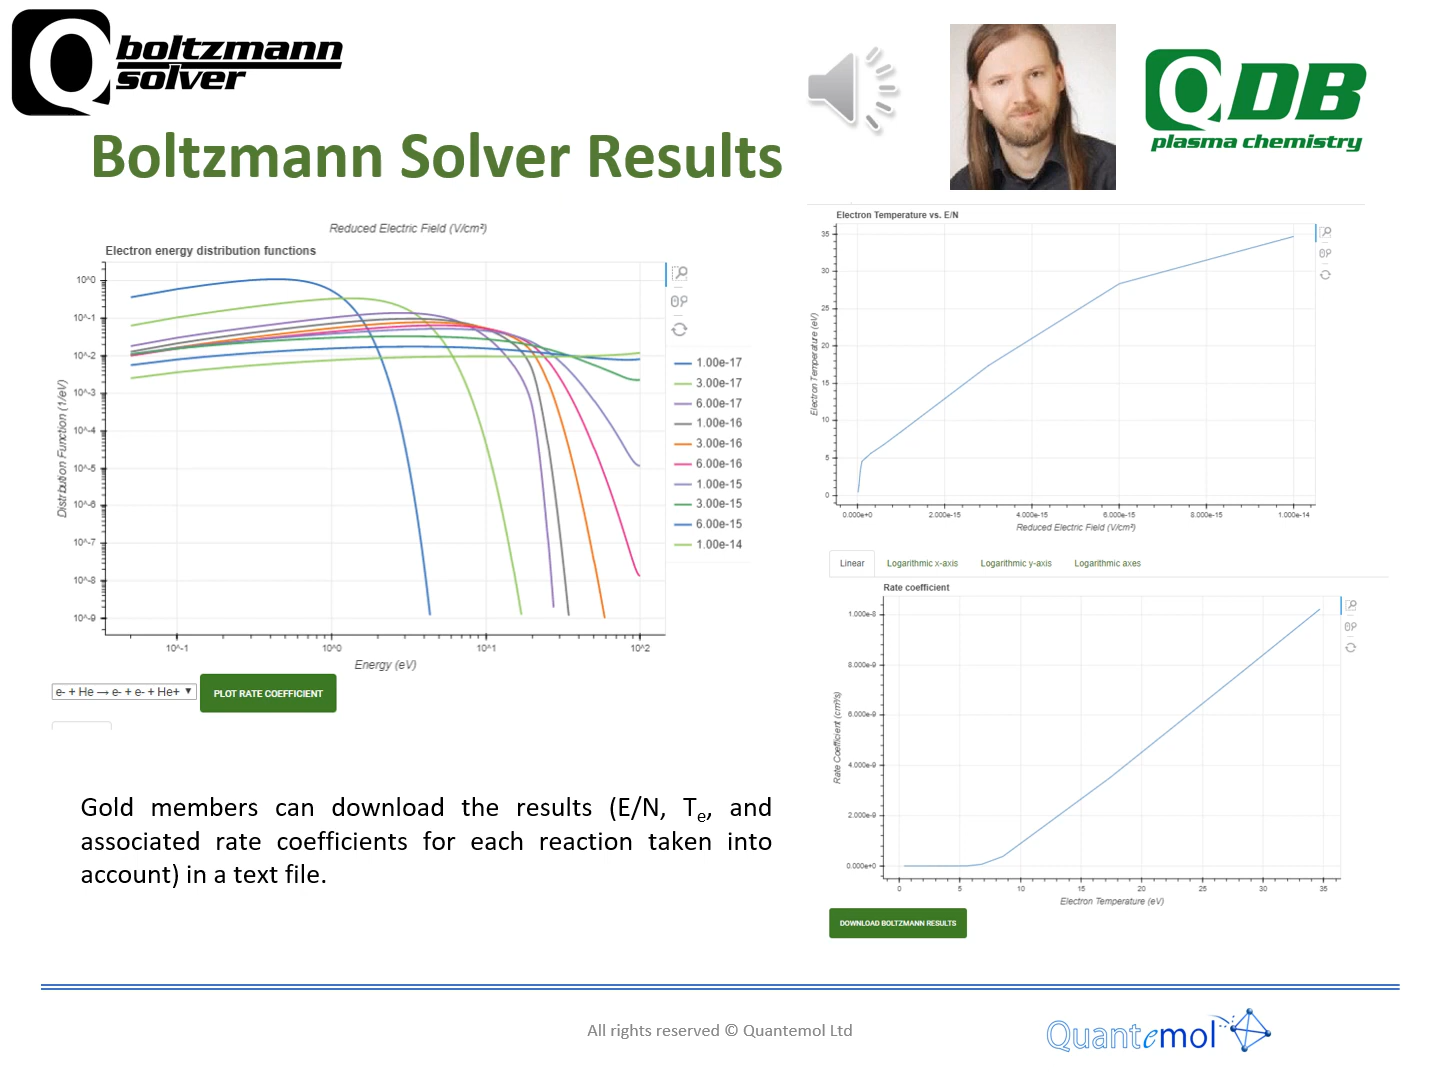 Q boltzmann
solver
QDB
plasma chemistry
Boltzmann Solver Results
Reduced Electric Field (V/cm²)
Electron energy distribution functions
10^0
10^-1
10^-2
10^-3
10^-4
10^-5
10^-6
10^-7
10^-8
10^-9
Distribution Function (1/eV)
10^-1
10^0
10^1
10^2
Energy (eV)
1.00e-17
3.00e-17
6.00e-17
1.00e-16
3.00e-16
6.00e-16
1.00e-15
3.00e-15
6.00e-15
1.00e-14
e- + He → e- + e- + He+ ▼
PLOT RATE COEFFICIENT
Electron Temperature vs. E/N
35
30
25
20
15
10
5
0
Electron Temperature (eV)
0.000e+0
2.000e-15
4.000e-15
6.000e-15
8.000e-15
1.000e-14
Reduced Electric Field (V/cm²)
Linear
Logarithmic x-axis
Logarithmic y-axis
Logarithmic axes
Rate coefficient
1.000e-8
8.000e-9
6.000e-9
4.000e-9
2.000e-9
0.000e+0
Rate Coefficient (cm³/s)
0
5
10
15
20
25
30
35
Electron Temperature (eV)
DOWNLOAD BOLTZMANN RESULTS
Gold members can download the results (E/N, Te, and
associated rate coefficients for each reaction taken into
account) in a text file.
All rights reserved © Quantemol Ltd
Quantemol